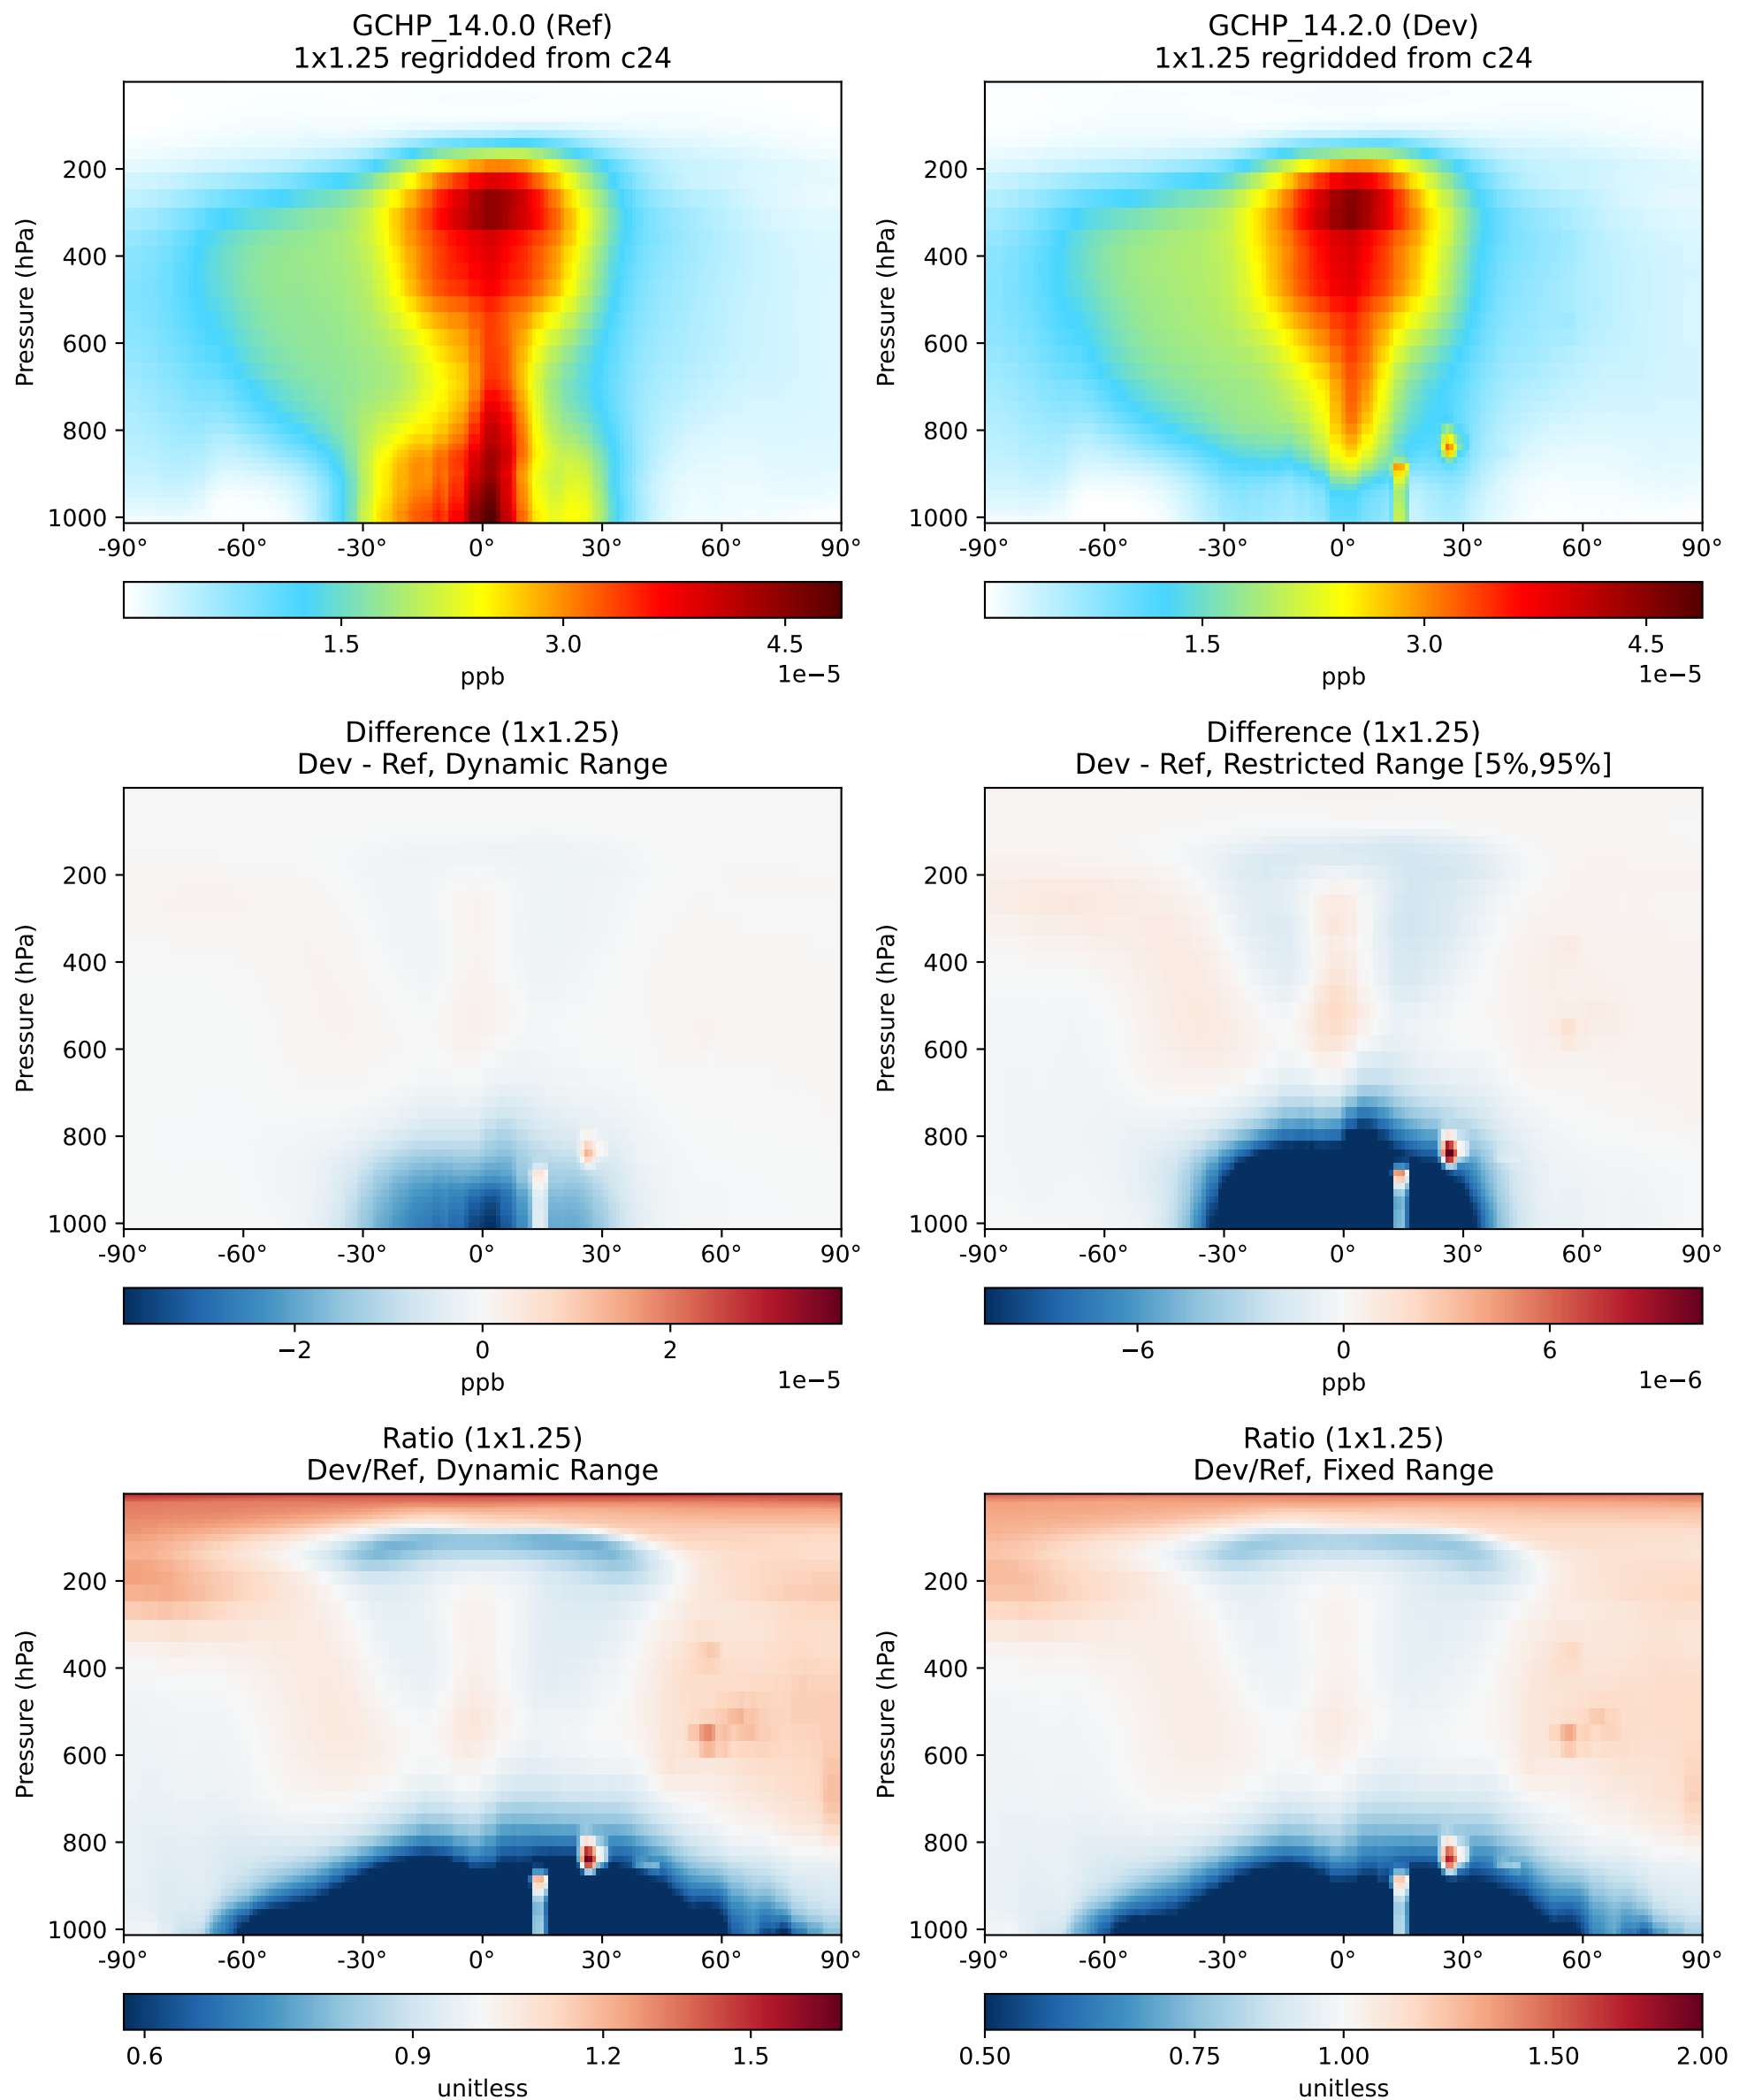 GCHP_14.0.0 (Ref)
1x1.25 regridded from c24
Pressure (hPa)
200
400
600
800
1000
-90° -60° -30° 0° 30° 60° 90°
1.5 3.0 4.5
ppb
1e−5
GCHP_14.2.0 (Dev)
1x1.25 regridded from c24
Pressure (hPa)
200
400
600
800
1000
-90° -60° -30° 0° 30° 60° 90°
1.5 3.0 4.5
ppb
1e−5
Difference (1x1.25)
Dev - Ref, Dynamic Range
Pressure (hPa)
200
400
600
800
1000
-90° -60° -30° 0° 30° 60° 90°
−2 0 2
ppb
1e−5
Difference (1x1.25)
Dev - Ref, Restricted Range [5%,95%]
Pressure (hPa)
200
400
600
800
1000
-90° -60° -30° 0° 30° 60° 90°
−6 0 6
ppb
1e−6
Ratio (1x1.25)
Dev/Ref, Dynamic Range
Pressure (hPa)
200
400
600
800
1000
-90° -60° -30° 0° 30° 60° 90°
0.6 0.9 1.2 1.5
unitless
Ratio (1x1.25)
Dev/Ref, Fixed Range
Pressure (hPa)
200
400
600
800
1000
-90° -60° -30° 0° 30° 60° 90°
0.50 0.75 1.00 1.50 2.00
unitless